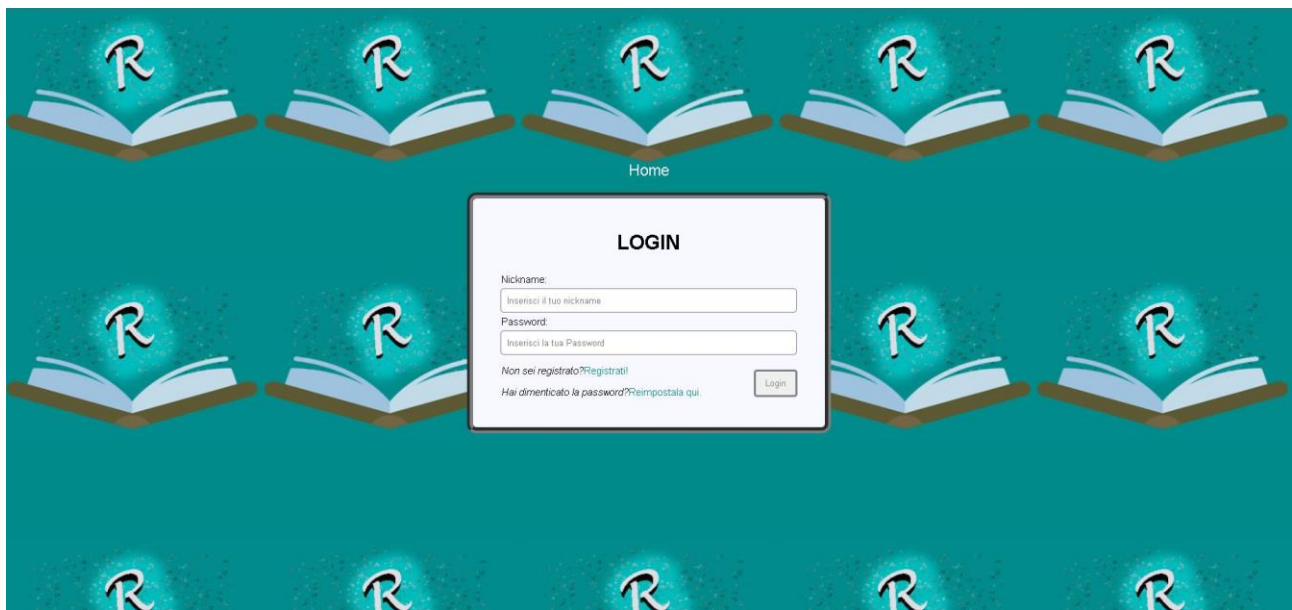 R R R R R
Home
LOGIN
Nickname:
Inserisci il tuo nickname
R R R R
Password:
Inserisci la tua Password
Non sei registrato?Registrati!
Login
Hai dimenticato la password?Reimpostala qui.
R R R R R